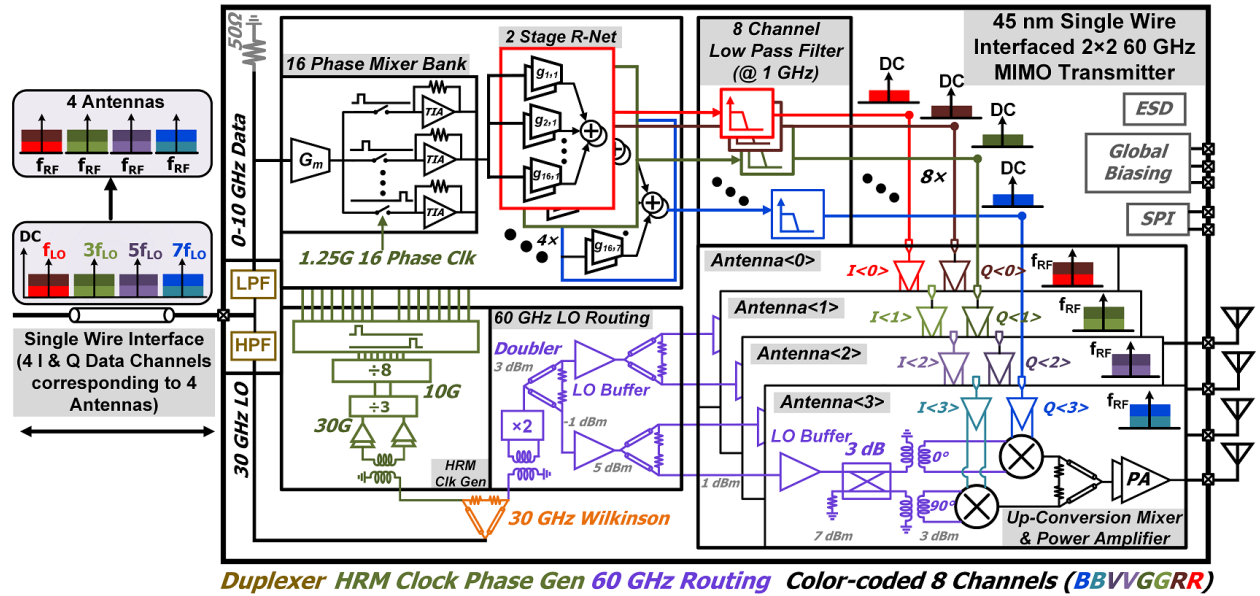 45 nm Single Wire
Interfaced 2×2 60 GHz
MIMO Transmitter
50Ω
16 Phase Mixer Bank
2 Stage R-Net
8 Channel
Low Pass Filter
(@ 1 GHz)
4 Antennas
fRF fRF fRF fRF
DC
fLO 3fLO 5fLO 7fLO
Single Wire Interface
(4 I & Q Data Channels
corresponding to 4
Antennas)
0-10 GHz Data
30 GHz LO
LPF
HPF
Gm
TIA
TIA
TIA
1.25G 16 Phase Clk
g1,1
g2,1
g16,1
4×
g16,7
8×
DC
DC
DC
DC
ESD
Global
Biasing
SPI
÷8
10G
÷3
30G
HRM
Clk Gen
60 GHz LO Routing
Doubler
3 dBm
×2
LO Buffer
-1 dBm
5 dBm
30 GHz Wilkinson
Antenna<0>
I<0>
Q<0>
fRF
Antenna<1>
I<1>
Q<1>
fRF
Antenna<2>
I<2>
Q<2>
fRF
Antenna<3>
I<3>
Q<3>
fRF
LO Buffer
1 dBm
3 dB
7 dBm
0°
90°
3 dBm
PA
Up-Conversion Mixer
& Power Amplifier
Duplexer HRM Clock Phase Gen 60 GHz Routing Color-coded 8 Channels (BBVVGGRR)